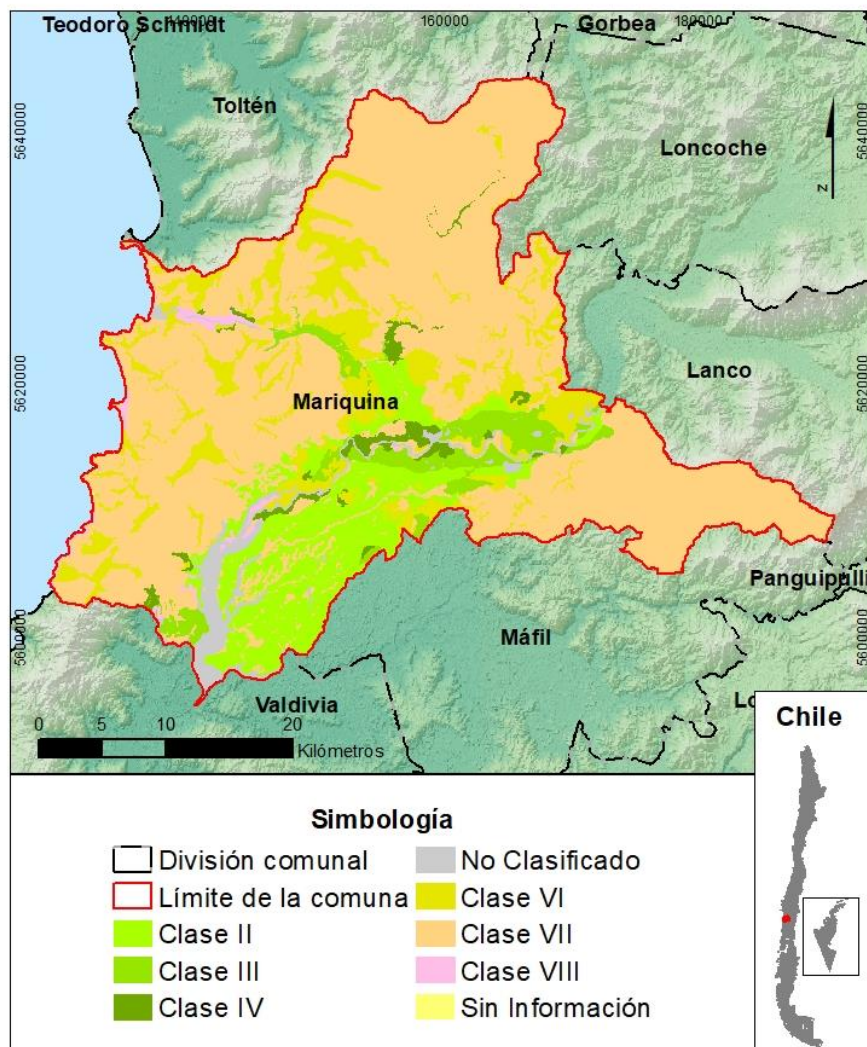 Teodoro Schmidt
140000
160000
Gorbea
180000
Toltén
5640000
5640000
Loncoche
N
Lanco
5620000
5620000
Mariquina
Panguipulli
5600000
5600000
Máfil
Valdivia
Lo
0 5 10 20
Kilómetros
Chile
Simbología
División comunal
No Clasificado
Límite de la comuna
Clase VI
Clase II
Clase VII
Clase III
Clase VIII
Clase IV
Sin Información